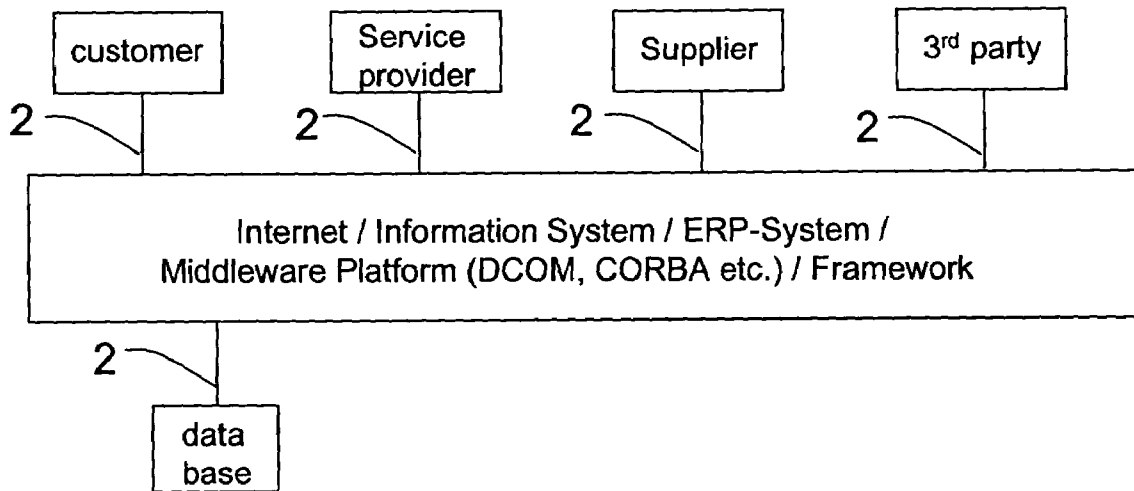 customer
Service
provider
Supplier
3rd party
2
2
2
2
Internet / Information System / ERP-System /
Middleware Platform (DCOM, CORBA etc.) / Framework
2
data
base